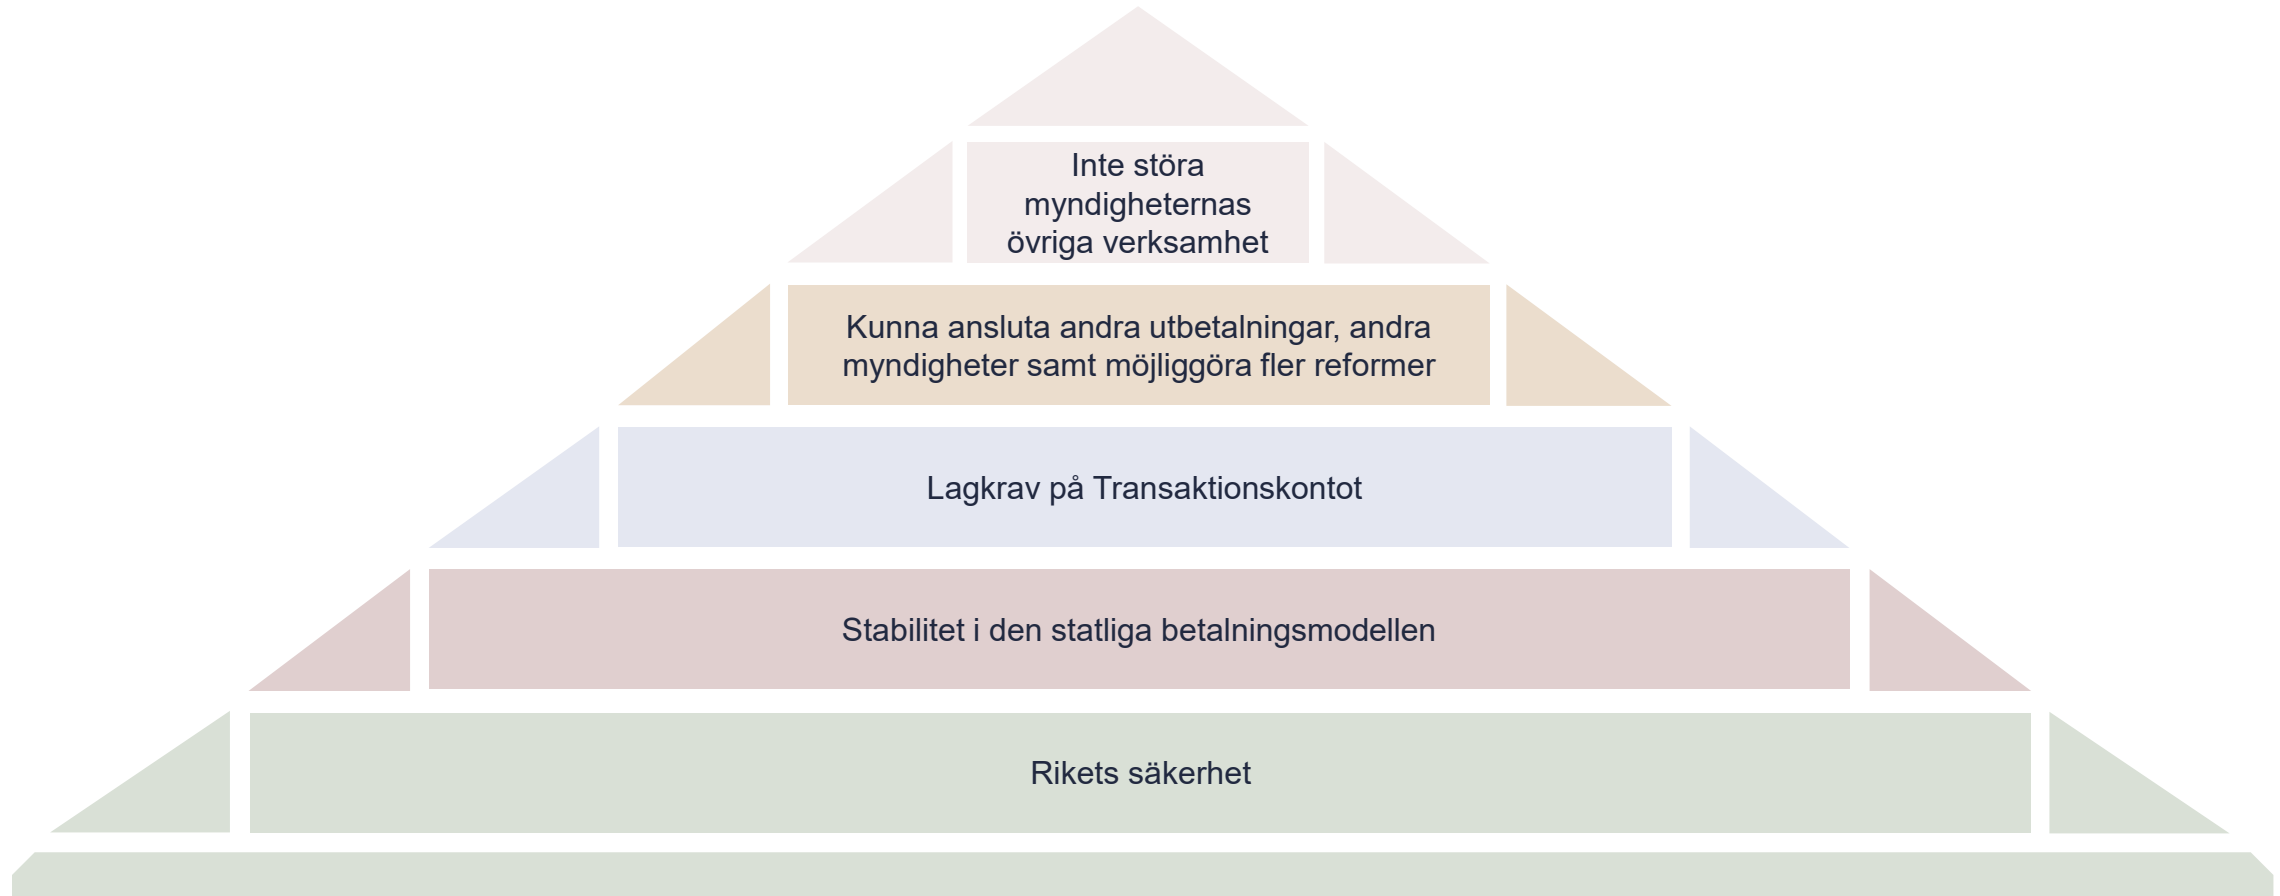 Inte störa
myndigheternas
övriga verksamhet
Kunna ansluta andra utbetalningar, andra
myndigheter samt möjliggöra fler reformer
Lagkrav på Transaktionskontot
Stabilitet i den statliga betalningsmodellen
Rikets säkerhet